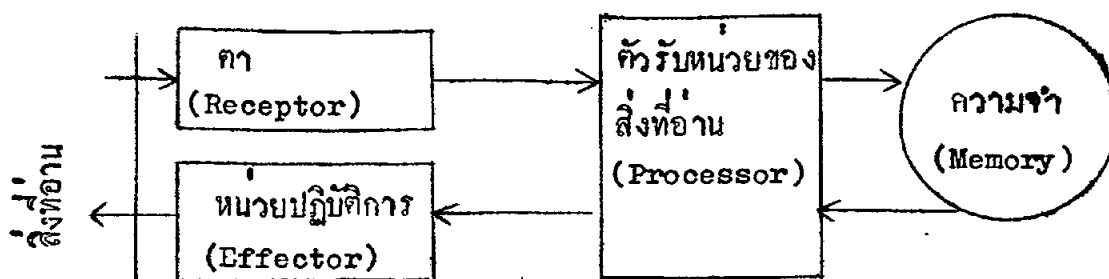 สิ่งที่อ่าน
ตา
(Receptor)
หน่วยปฏิบัติการ
(Effector)
ตัวรับหน่วยของ
สิ่งที่อ่าน
(Processor)
ความจำ
(Memory)